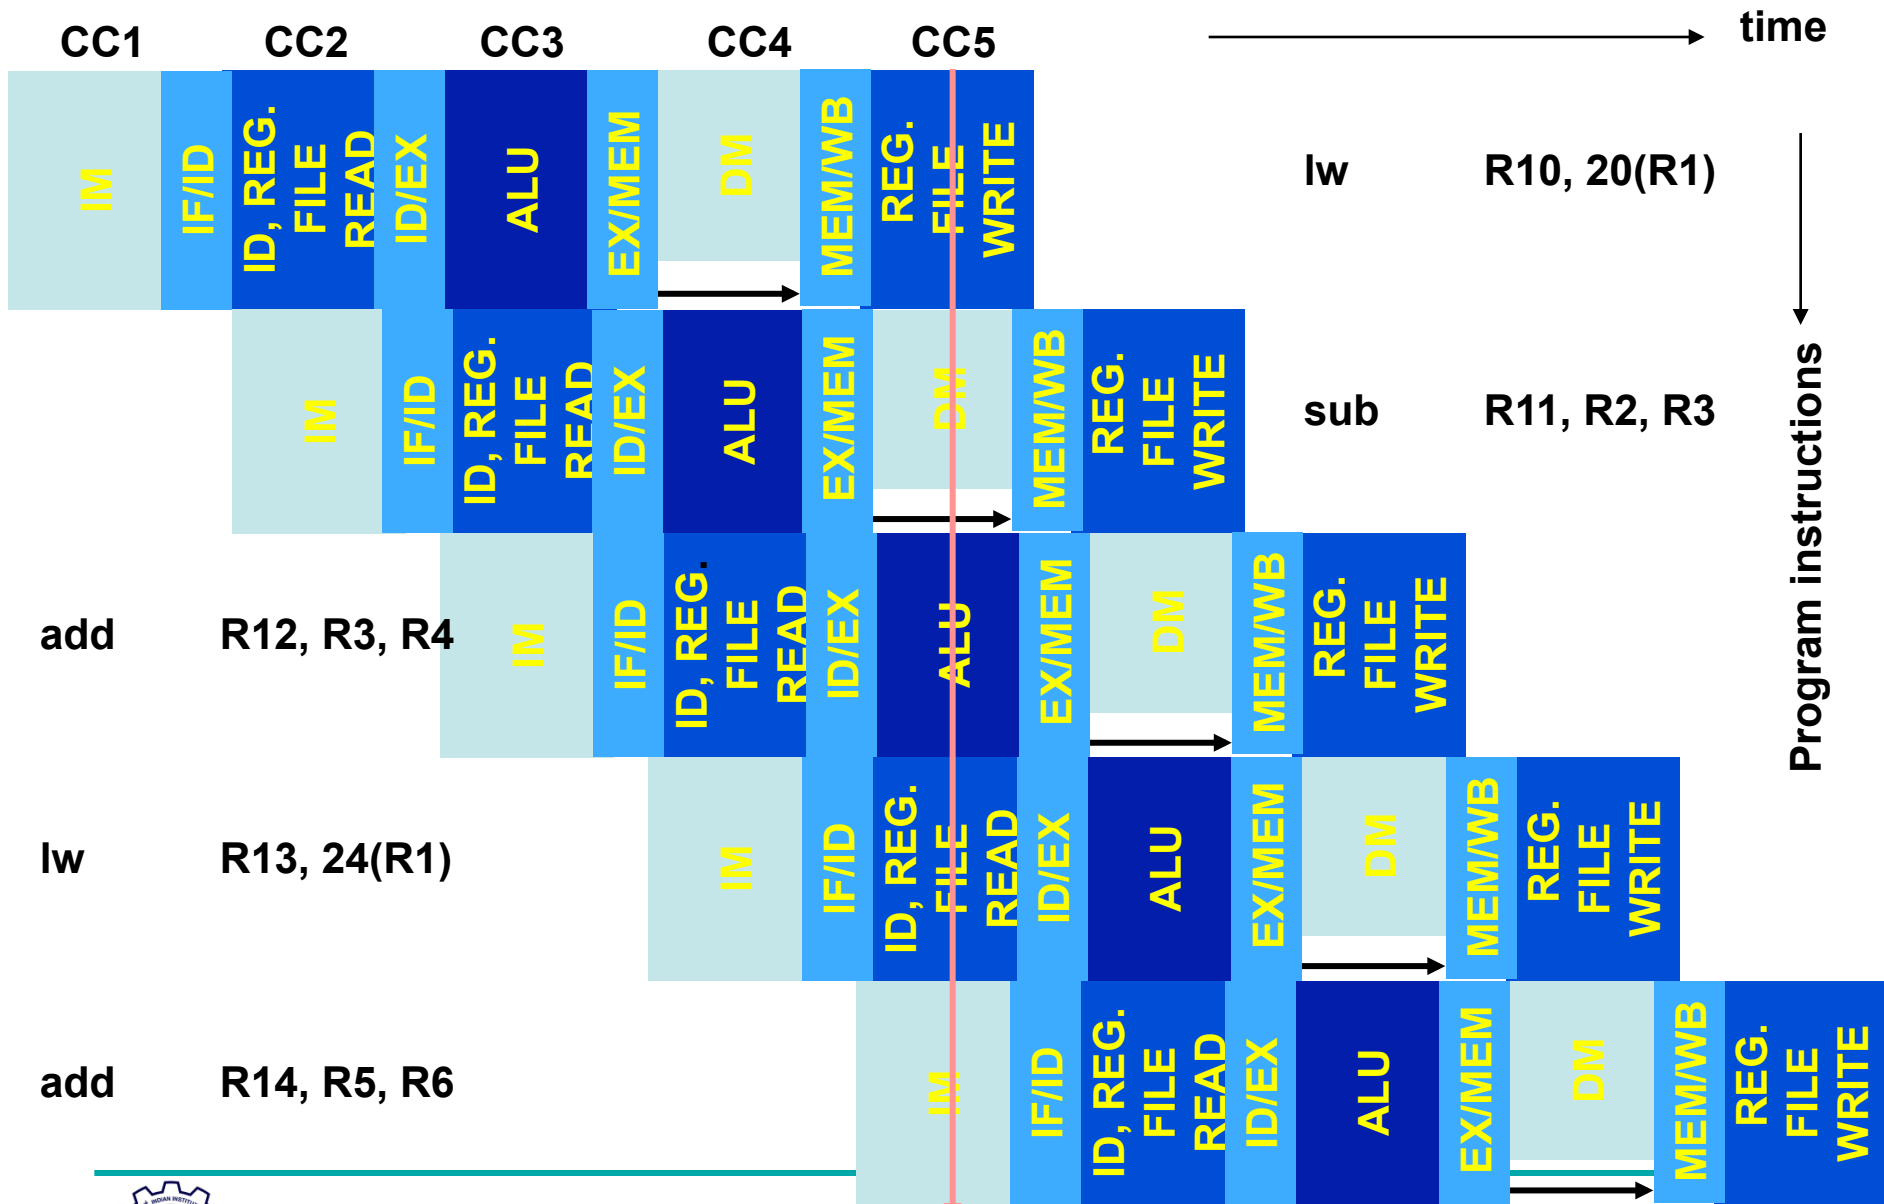 CC1 CC2 CC3 CC4 CC5 time
IM
IF/ID
ID, REG.
FILE
READ
ID/EX
ALU
EX/MEM
DM
MEM/WB
REG.
FILE
WRITE
lw R10, 20(R1)
IM
IF/ID
ID, REG.
FILE
READ
ID/EX
ALU
EX/MEM
DM
MEM/WB
REG.
FILE
WRITE
sub R11, R2, R3
Program instructions
add R12, R3, R4
IM
IF/ID
ID, REG.
FILE
READ
ID/EX
ALU
EX/MEM
DM
MEM/WB
REG.
FILE
WRITE
lw R13, 24(R1)
IM
IF/ID
ID, REG.
FILE
READ
ID/EX
ALU
EX/MEM
DM
MEM/WB
REG.
FILE
WRITE
add R14, R5, R6
IM
IF/ID
ID, REG.
FILE
READ
ID/EX
ALU
EX/MEM
DM
MEM/WB
REG.
FILE
WRITE
INDIAN